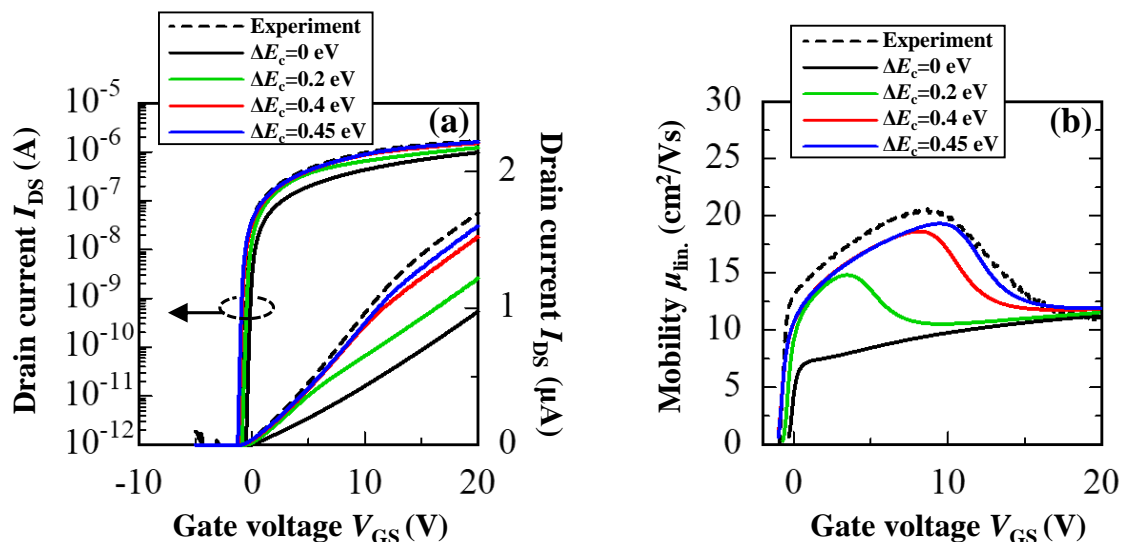 Experiment
ΔEc=0 eV
ΔEc=0.2 eV
ΔEc=0.4 eV
ΔEc=0.45 eV
(a)
Drain current IDS (A)
10-5
10-6
10-7
10-8
10-9
10-10
10-11
10-12
-10
0
10
20
Gate voltage VGS (V)
2
1
0
Drain current IDS (μA)
Experiment
ΔEc=0 eV
ΔEc=0.2 eV
ΔEc=0.4 eV
ΔEc=0.45 eV
(b)
Mobility μlin. (cm2/Vs)
30
25
20
15
10
5
0
0
10
20
Gate voltage VGS (V)